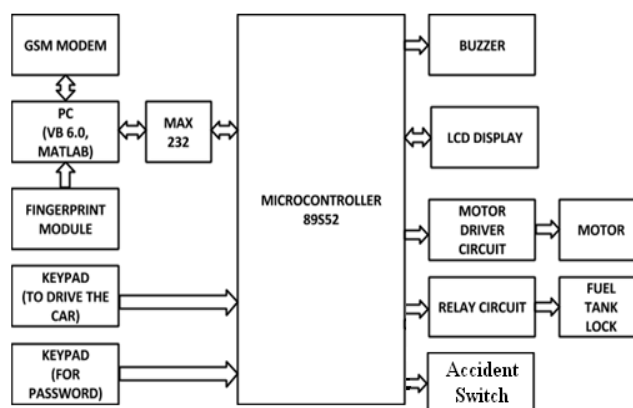 GSM MODEM
PC
(VB 6.0,
MATLAB)
MAX
232
FINGERPRINT
MODULE
KEYPAD
(TO DRIVE THE
CAR)
KEYPAD
(FOR
PASSWORD)
MICROCONTROLLER
89S52
BUZZER
LCD DISPLAY
MOTOR
DRIVER
CIRCUIT
MOTOR
RELAY CIRCUIT
FUEL
TANK
LOCK
Accident
Switch